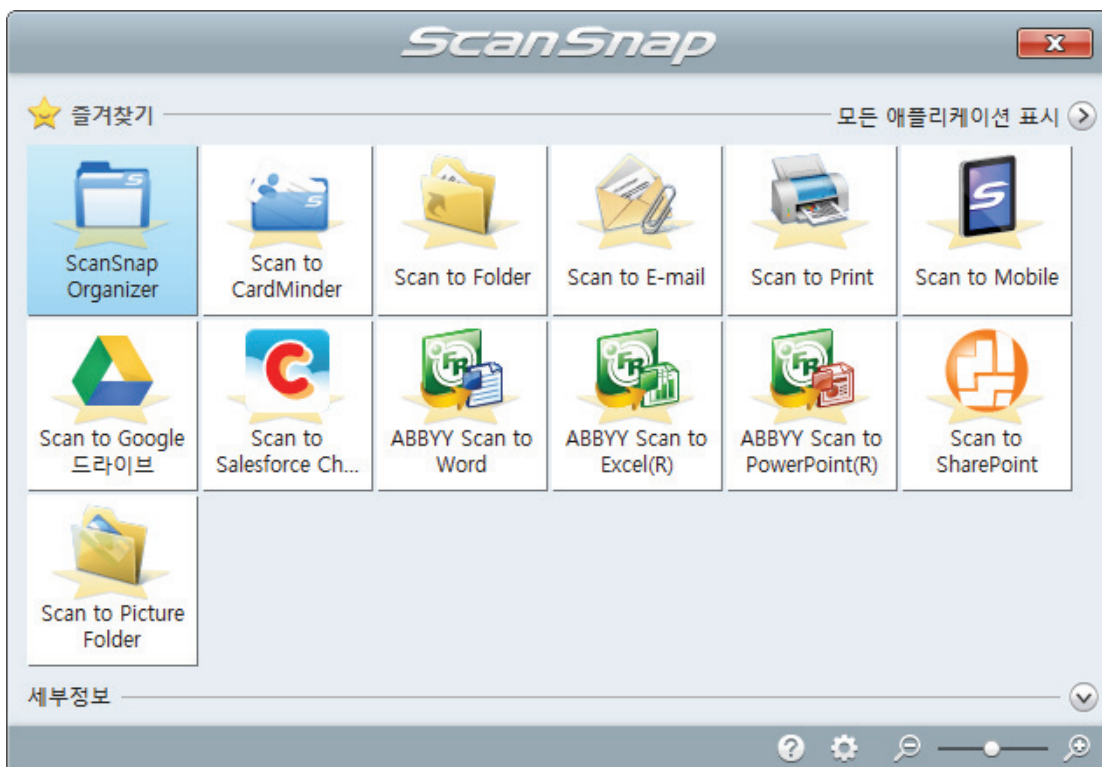 ScanSnap
즐겨찾기
모든 애플리케이션 표시
ScanSnap
Organizer
Scan to
CardMinder
Scan to Folder
Scan to E-mail
Scan to Print
Scan to Mobile
Scan to Google
드라이브
Scan to
Salesforce Ch...
ABBYY Scan to
Word
ABBYY Scan to
Excel(R)
ABBYY Scan to
PowerPoint(R)
Scan to
SharePoint
Scan to Picture
Folder
세부정보